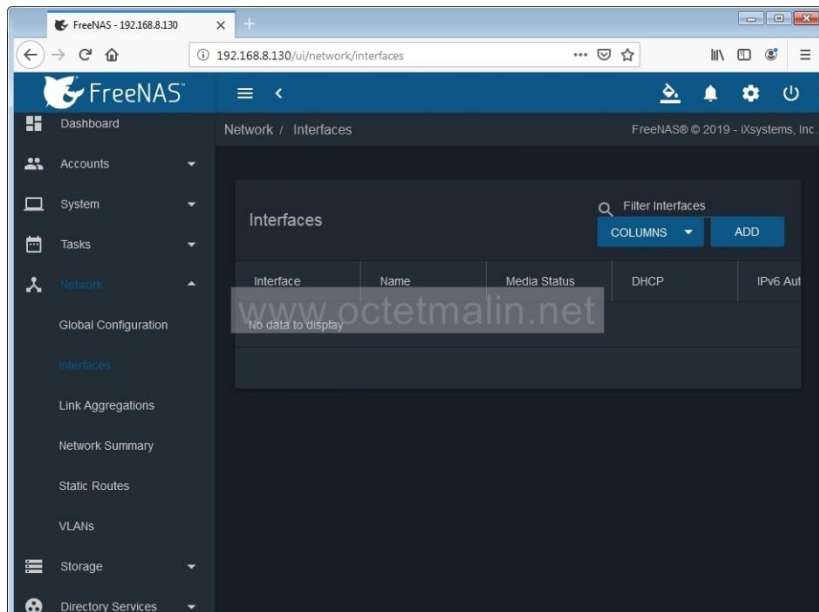 FreeNAS - 192.168.8.130
192.168.8.130/ui/network/interfaces
FreeNAS
Dashboard
Network / Interfaces
FreeNAS® © 2019 - iXsystems, Inc.
Accounts
System
Tasks
Network
Global Configuration
Interfaces
Link Aggregations
Network Summary
Static Routes
VLANs
Storage
Directory Services
Interfaces
Filter Interfaces
COLUMNS ADD
Interface Name Media Status DHCP IPv6 Aut
No data to display
www.octetmalin.net